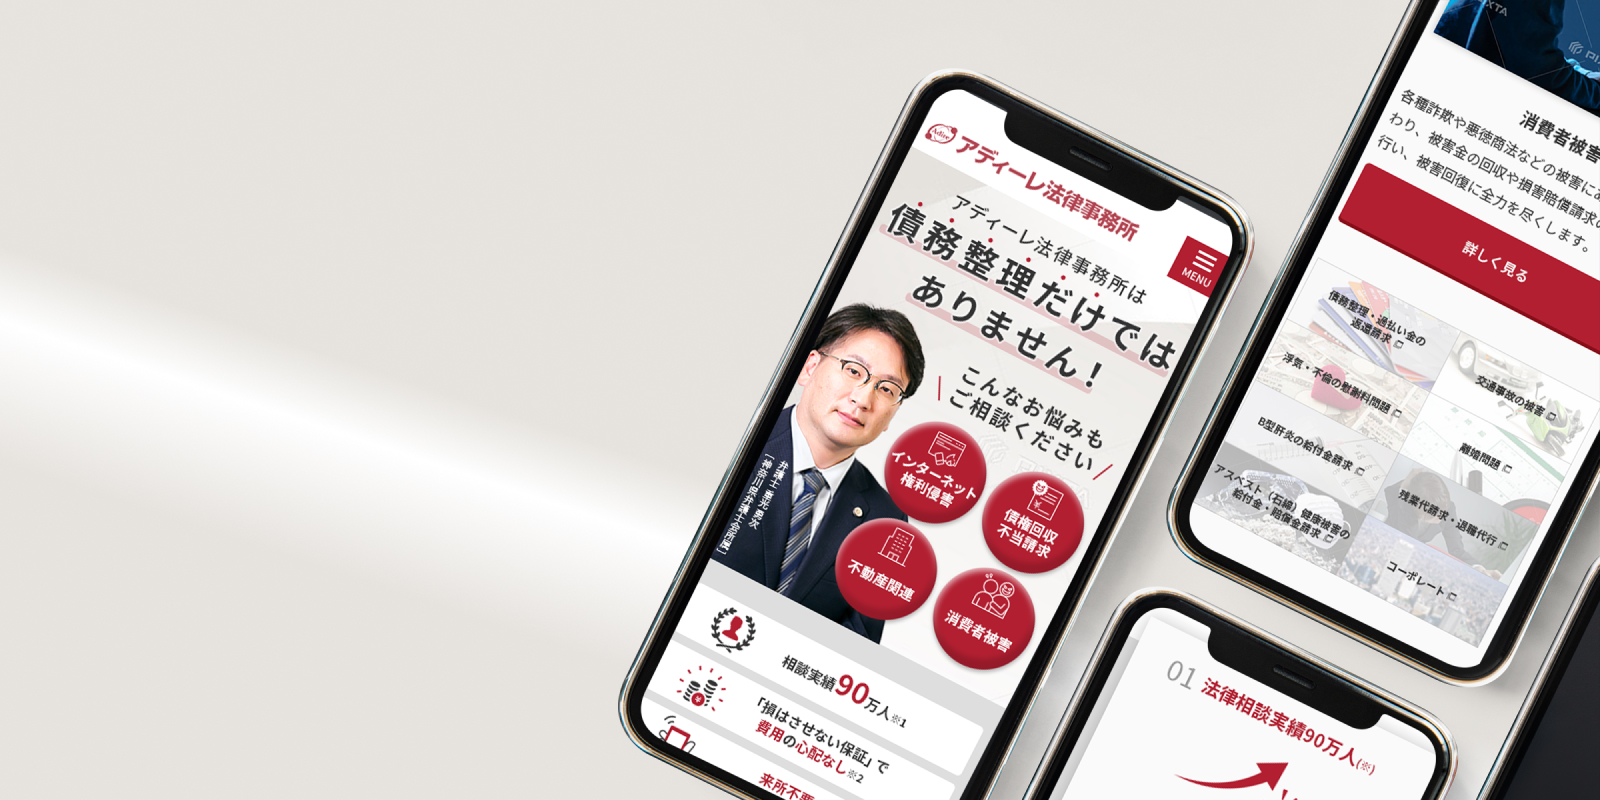 Adire
アディーレ法律事務所
MENU
アディーレ法律事務所は
債務整理だけでは
ありません！
こんなお悩みも
ご相談ください
インターネット
権利侵害
債権回収
不当請求
不動産関連
消費者被害
弁護士 重光 勇次
［神奈川県弁護士会所属］
相談実績90万人※1
「損はさせない保証」で
費用の心配なし※2
来所不要
消費者被害
各種詐欺や悪徳商法などの被害にあ
わり、被害金の回収や損害賠償請求の
行い、被害回復に全力を尽くします。
詳しく見る
債務整理・過払い金の
返還請求
交通事故の被害
浮気・不倫の慰謝料問題
離婚問題
B型肝炎の給付金請求
残業代請求・退職代行
アスベスト（石綿）健康被害の
給付金・賠償金請求
コーポレート
01 法律相談実績90万人(※)